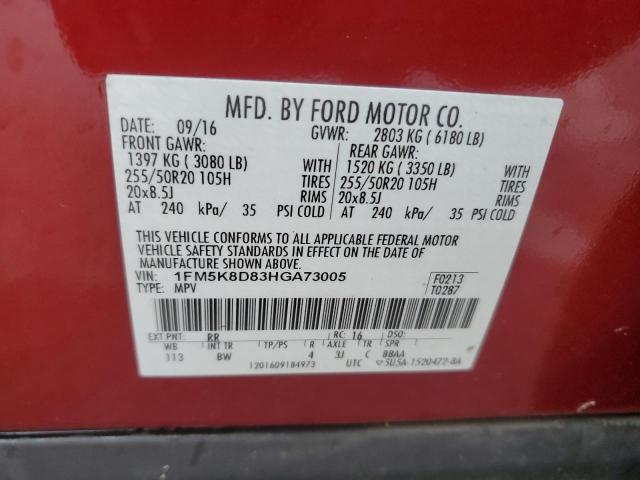 MFD. BY FORD MOTOR CO.
DATE: 09/16 GVWR: 2803 KG ( 6180 LB)
FRONT GAWR: REAR GAWR:
1397 KG ( 3080 LB) WITH 1520 KG ( 3350 LB) WITH
255/50R20 105H TIRES 255/50R20 105H TIRES
20x8.5J RIMS 20x8.5J RIMS
AT 240 kPa/ 35 PSI COLD AT 240 kPa/ 35 PSI COLD
THIS VEHICLE CONFORMS TO ALL APPLICABLE FEDERAL MOTOR
VEHICLE SAFETY STANDARDS IN EFFECT ON THE DATE OF
MANUFACTURE SHOWN ABOVE.
VIN: 1FM5K8D83HGA73005 F0213
TYPE: MPV T0287
EXT PNT: RR RC: 16 DSO:
WB INT TR TP/PS R AXLE TR SPR
113 BW 4 3J C BBAA
1201609184973 UTC 5U5A-1520472-BA